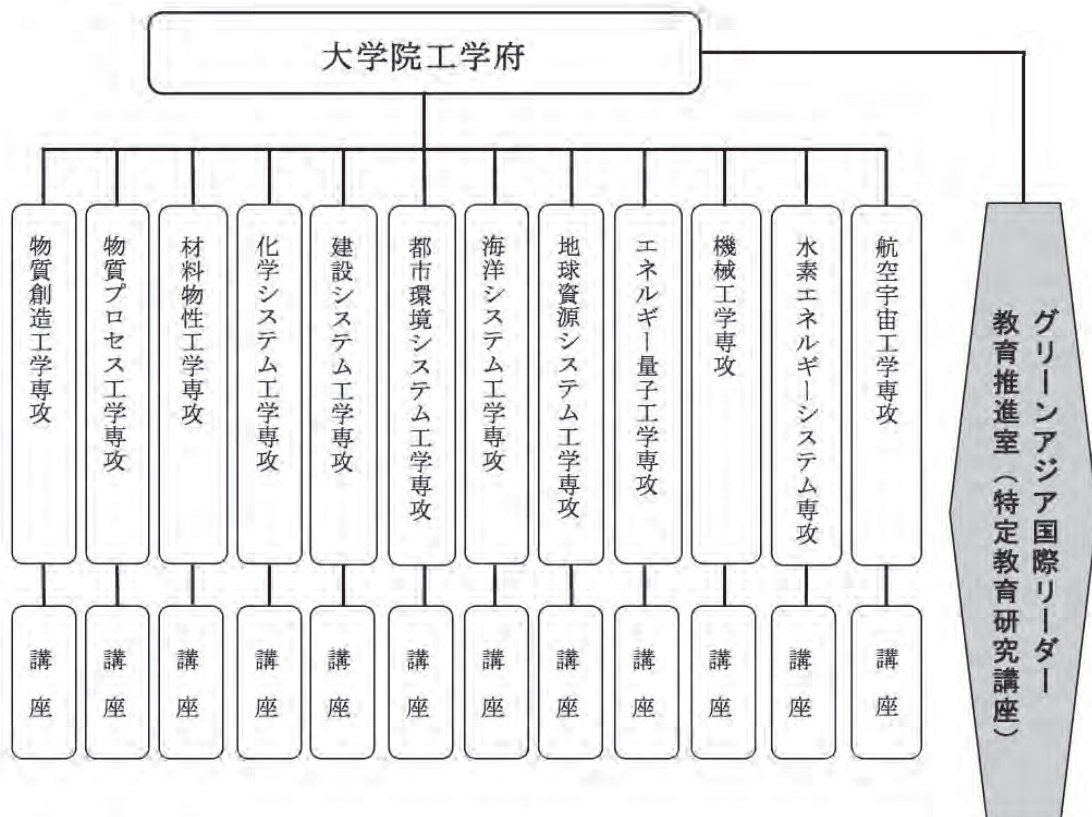 大学院工学府
物質創造工学専攻
物質プロセス工学専攻
材料物性工学専攻
化学システム工学専攻
建設システム工学専攻
都市環境システム工学専攻
海洋システム工学専攻
地球資源システム工学専攻
エネルギー量子工学専攻
機械工学専攻
水素エネルギーシステム専攻
航空宇宙工学専攻
グリーンアジア国際リーダー
教育推進室（特定教育研究講座）
講座
講座
講座
講座
講座
講座
講座
講座
講座
講座
講座
講座